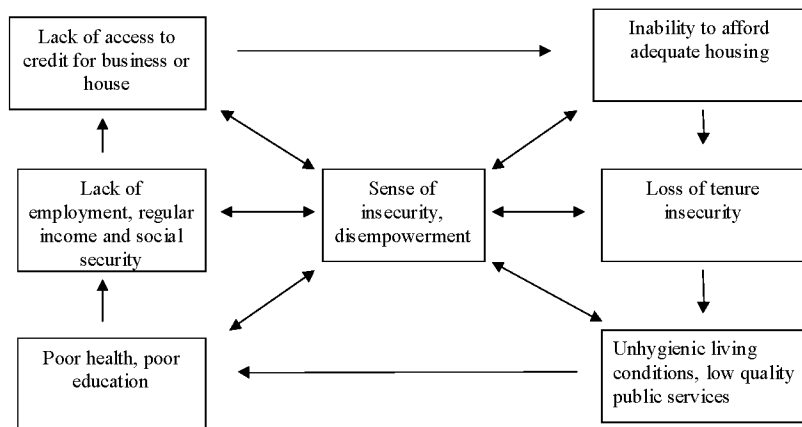 Lack of access to
credit for business or
house
Inability to afford
adequate housing
Lack of
employment, regular
income and social
security
Sense of
insecurity,
disempowerment
Loss of tenure
insecurity
Poor health, poor
education
Unhygienic living
conditions, low quality
public services